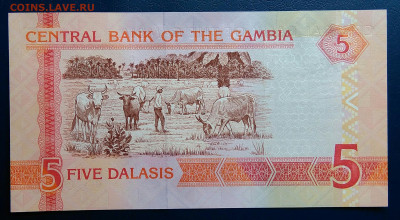 COINS.LAVE.RU
CENTRAL BANK OF THE GAMBIA
5
5 FIVE DALASIS 5